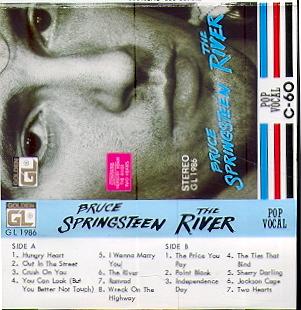 THE RIVER
BRUCE SPRINGSTEEN
STEREO
GL 1986
GOLDEN
GL
POP VOCAL
C-60
GOLDEN
GL
GL 1986
BRUCE SPRINGSTEEN
THE RIVER
POP VOCAL
SIDE A
1. Hungry Heart
2. Out In The Street
3. Crush On You
4. You Can Look (But You Better Not Touch)
5. I Wanna Marry You
6. The River
7. Ramrod
8. Wreck On The Highway
SIDE B
1. The Price You Pay
2. Point Blank
3. Independence Day
4. The Ties That Bind
5. Sherry Darling
6. Jackson Cage
7. Two Hearts